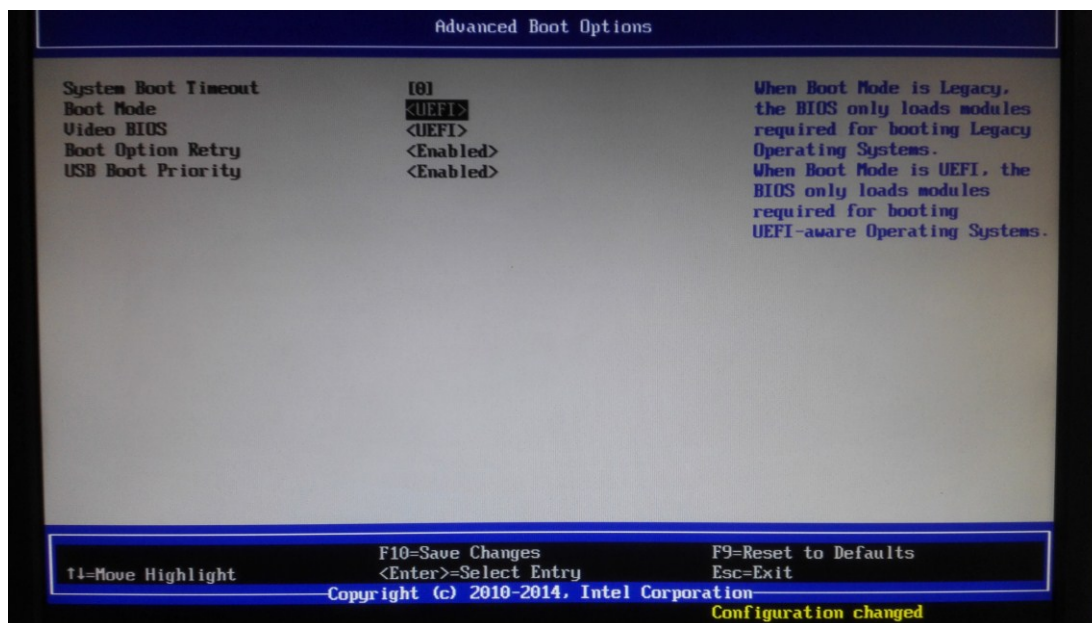 Advanced Boot Options
System Boot Timeout [0]
Boot Mode <UEFI>
Video BIOS <UEFI>
Boot Option Retry <Enabled>
USB Boot Priority <Enabled>
When Boot Mode is Legacy,
the BIOS only loads modules
required for booting Legacy
Operating Systems.
When Boot Mode is UEFI, the
BIOS only loads modules
required for booting
UEFI-aware Operating Systems.
F10=Save Changes F9=Reset to Defaults
↑↓=Move Highlight <Enter>=Select Entry Esc=Exit
Copyright (c) 2010-2014, Intel Corporation
Configuration changed